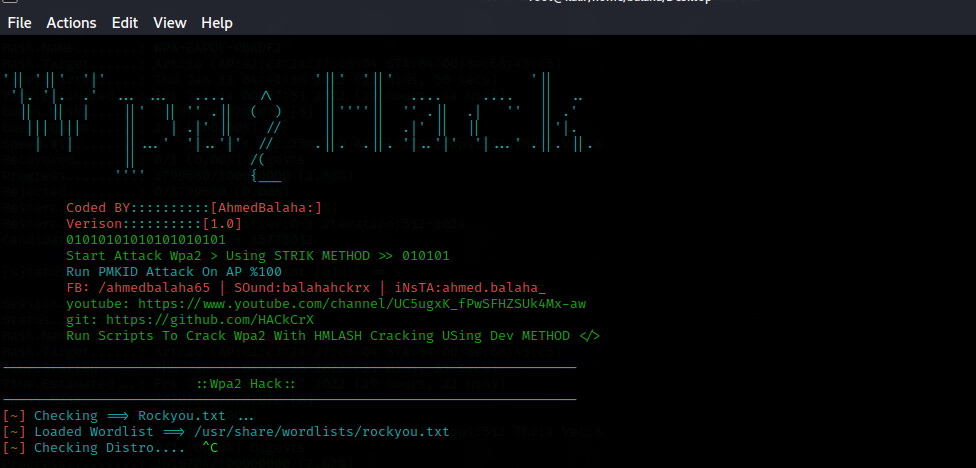 File Actions Edit View Help
Wpa2 Hack
Coded BY::::::::::[AhmedBalaha:]
Verison::::::::::[1.0]
01010101010101010101
Start Attack Wpa2 > Using STRIK METHOD >> 010101
Run PMKID Attack On AP %100
FB: /ahmedbalaha65 | SOund:balahahckrx | iNsTA:ahmed.balaha_
youtube: https://www.youtube.com/channel/UC5ugxK_fPwSFHZSUk4Mx-aw
git: https://github.com/HACkCrX
Run Scripts To Crack Wpa2 With HMLASH Cracking USing Dev METHOD </>
::Wpa2 Hack::
[~] Checking ==> Rockyou.txt ...
[~] Loaded Wordlist ==> /usr/share/wordlists/rockyou.txt
[~] Checking Distro.... ^C